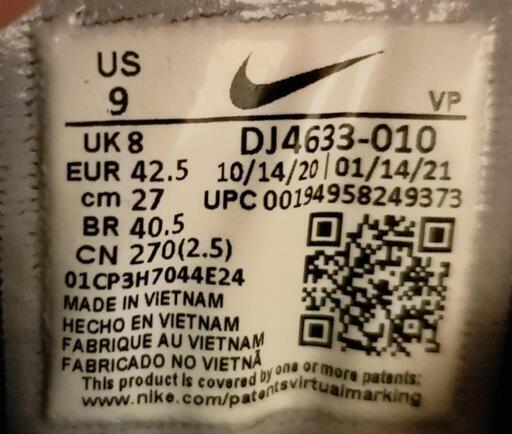 US
9
VP
UK 8 DJ4633-010
EUR 42.5 10/14/20 | 01/14/21
cm 27 UPC 00194958249373
BR 40.5
CN 270(2.5)
01CP3H7044E24
MADE IN VIETNAM
HECHO EN VIETNAM
FABRIQUE AU VIETNAM
FABRICADO NO VIETNÃ
This product is covered by one or more patents:
www.nike.com/patentsvirtualmarking